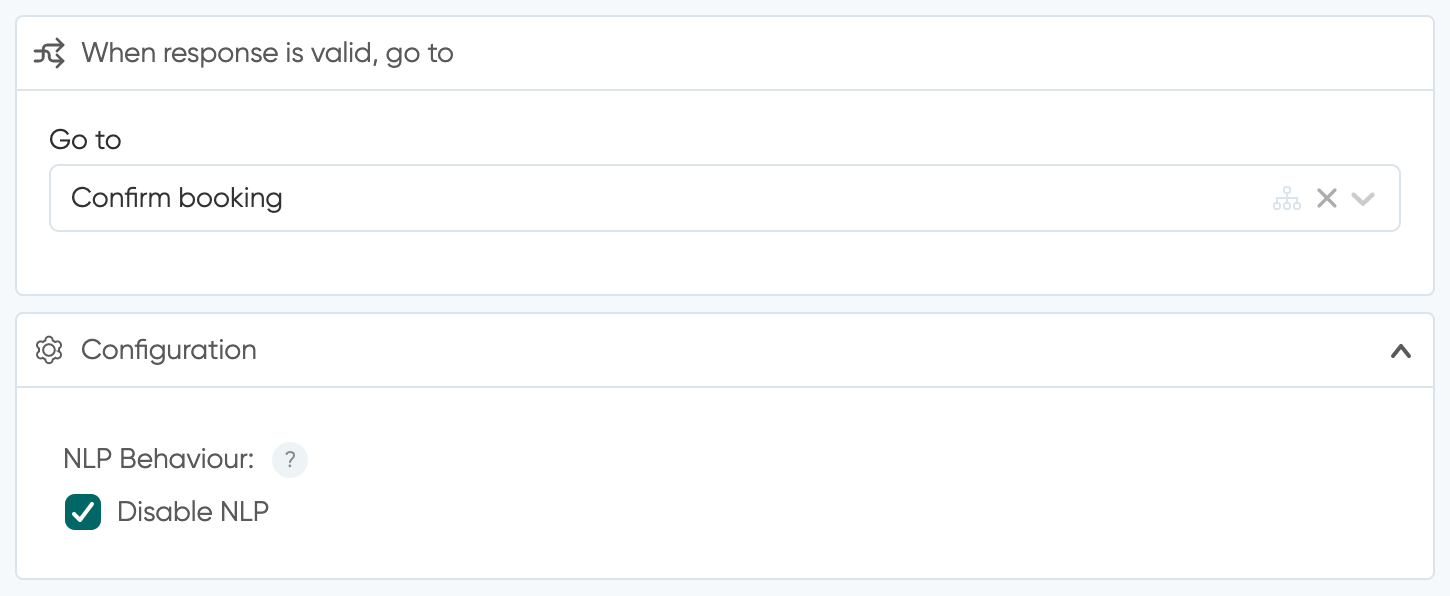 When response is valid, go to
Go to
Confirm booking
Configuration
NLP Behaviour: ?
Disable NLP